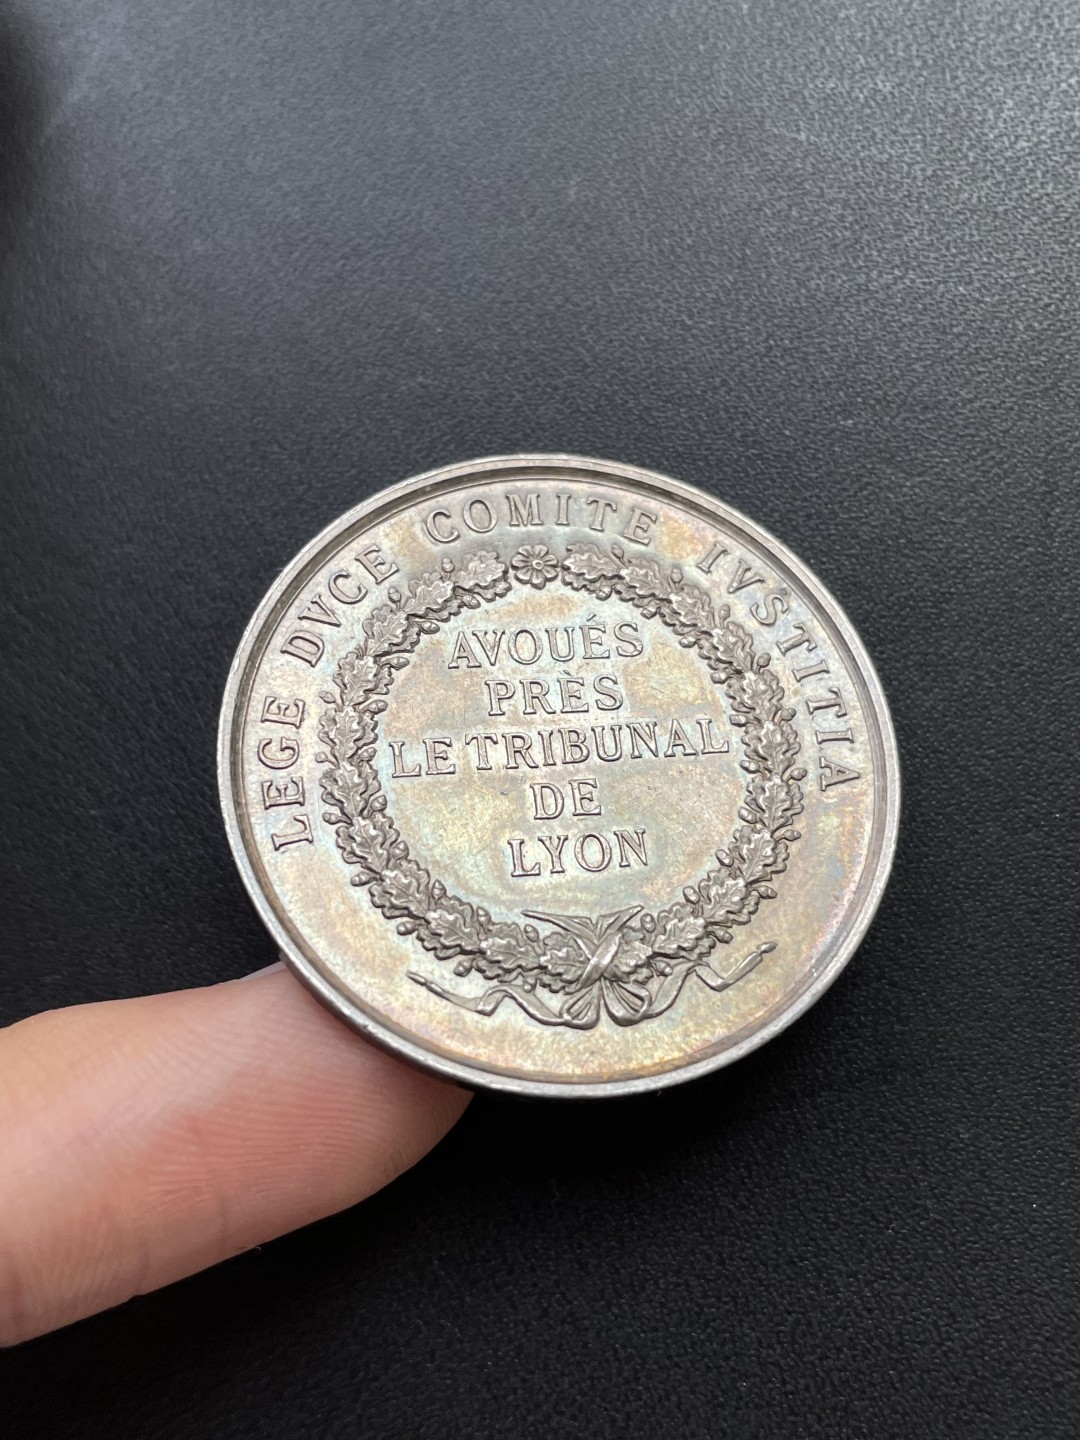 LEGE DVCE COMITE IVSTITIA
AVOUÉS
PRÈS
LE TRIBUNAL
DE
LYON